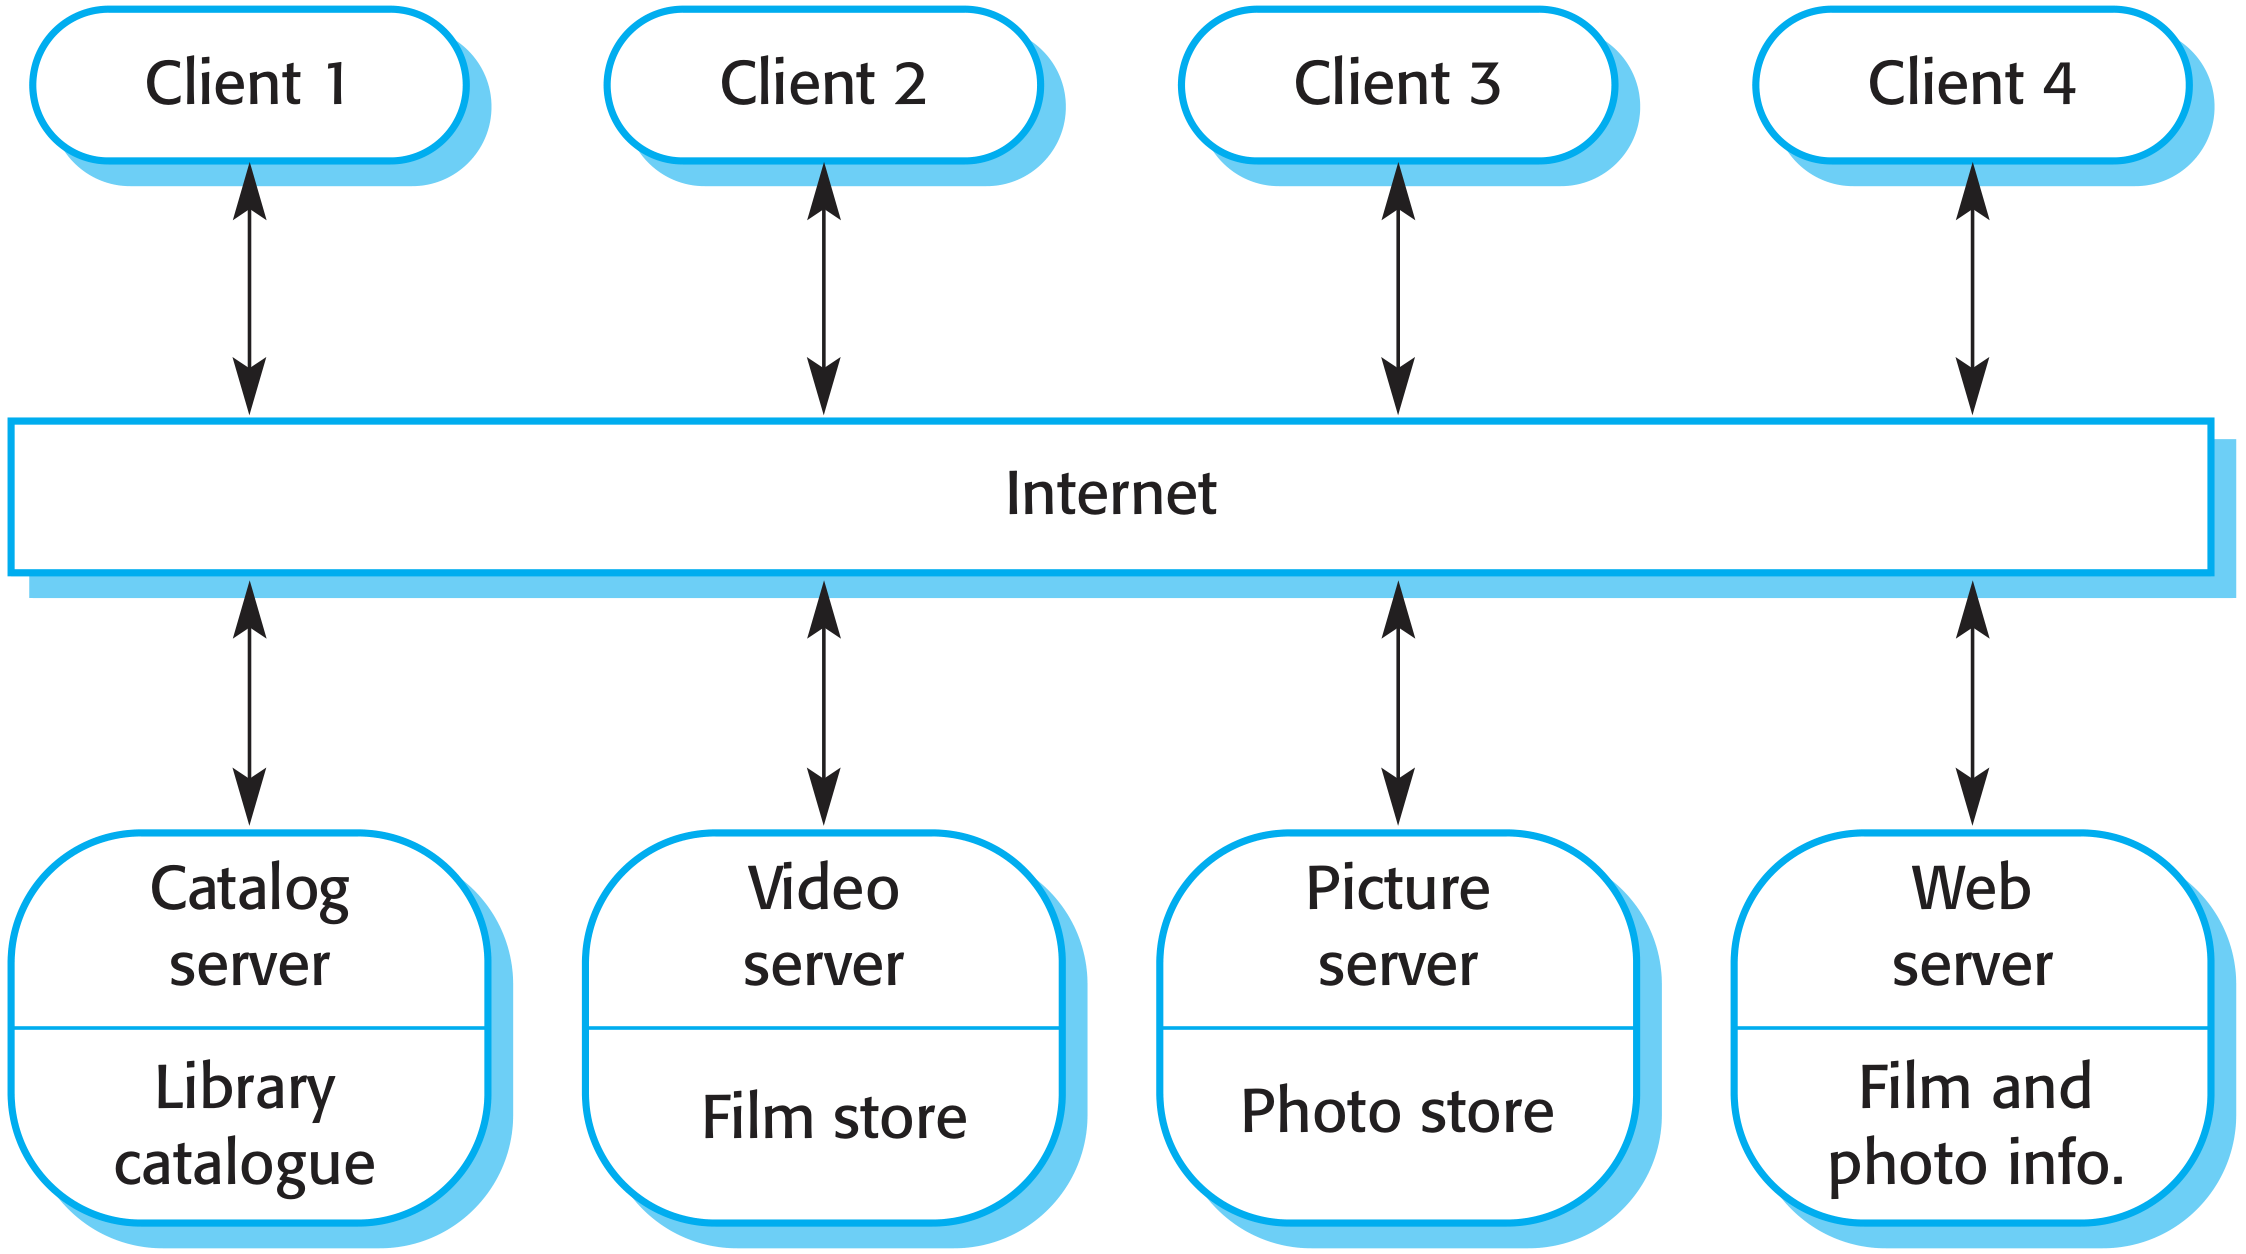 Client 1
Client 2
Client 3
Client 4
Internet
Catalog
server
Library
catalogue
Video
server
Film store
Picture
server
Photo store
Web
server
Film and
photo info.